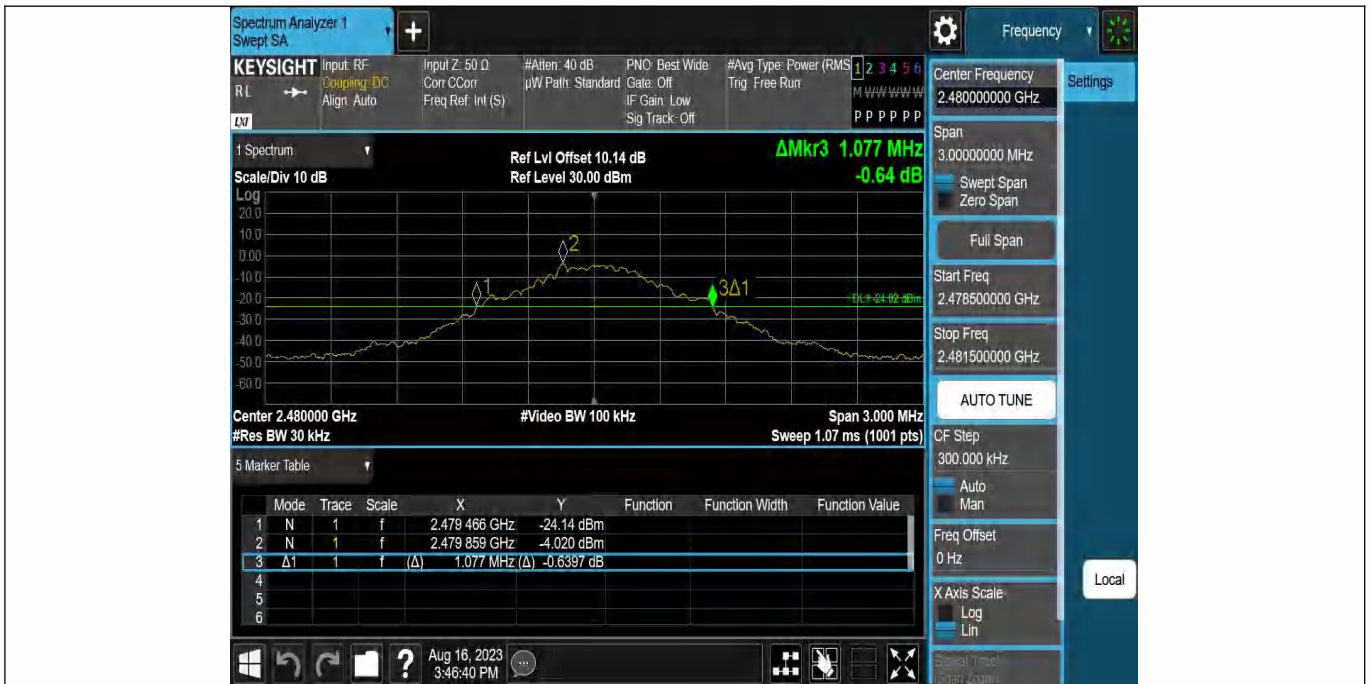 Spectrum Analyzer 1
Swept SA
+
Frequency
KEYSIGHT
RL
LXI
Input: RF
Coupling: DC
Align: Auto
Input Z: 50 Ω
Corr CCorr
Freq Ref: Int (S)
#Atten: 40 dB
µW Path: Standard
PNO: Best Wide
Gate: Off
IF Gain: Low
Sig Track: Off
#Avg Type: Power (RMS
Trig: Free Run
1 2 3 4 5 6
M W W W W W
P P P P P P
Center Frequency
2.480000000 GHz
Settings
Span
3.00000000 MHz
Swept Span
Zero Span
Full Span
Start Freq
2.478500000 GHz
Stop Freq
2.481500000 GHz
AUTO TUNE
CF Step
300.000 kHz
Auto
Man
Freq Offset
0 Hz
X Axis Scale
Log
Lin
Signal Track
(Span Zoom)
Local
1 Spectrum
Scale/Div 10 dB
Ref Lvl Offset 10.14 dB
Ref Level 30.00 dBm
ΔMkr3 1.077 MHz
-0.64 dB
Log
20.0
10.0
0.00
-10.0
-20.0
-30.0
-40.0
-50.0
-60.0
1
2
3Δ1
DL1 -24.02 dBm
Center 2.480000 GHz
#Res BW 30 kHz
#Video BW 100 kHz
Span 3.000 MHz
Sweep 1.07 ms (1001 pts)
5 Marker Table
Mode Trace Scale X Y Function Function Width Function Value
1 N 1 f 2.479 466 GHz -24.14 dBm
2 N 1 f 2.479 859 GHz -4.020 dBm
3 Δ1 1 f (Δ) 1.077 MHz (Δ) -0.6397 dB
4
5
6
?
Aug 16, 2023
3:46:40 PM